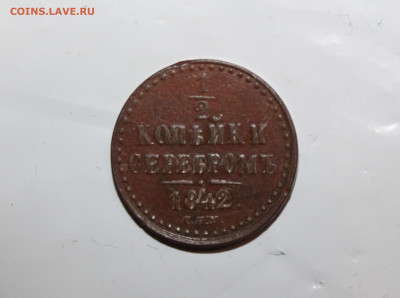 COINS.LAVE.RU
1
2
КОПѢЙКИ
СЕРЕБРОМЪ
1842
С.П.М.